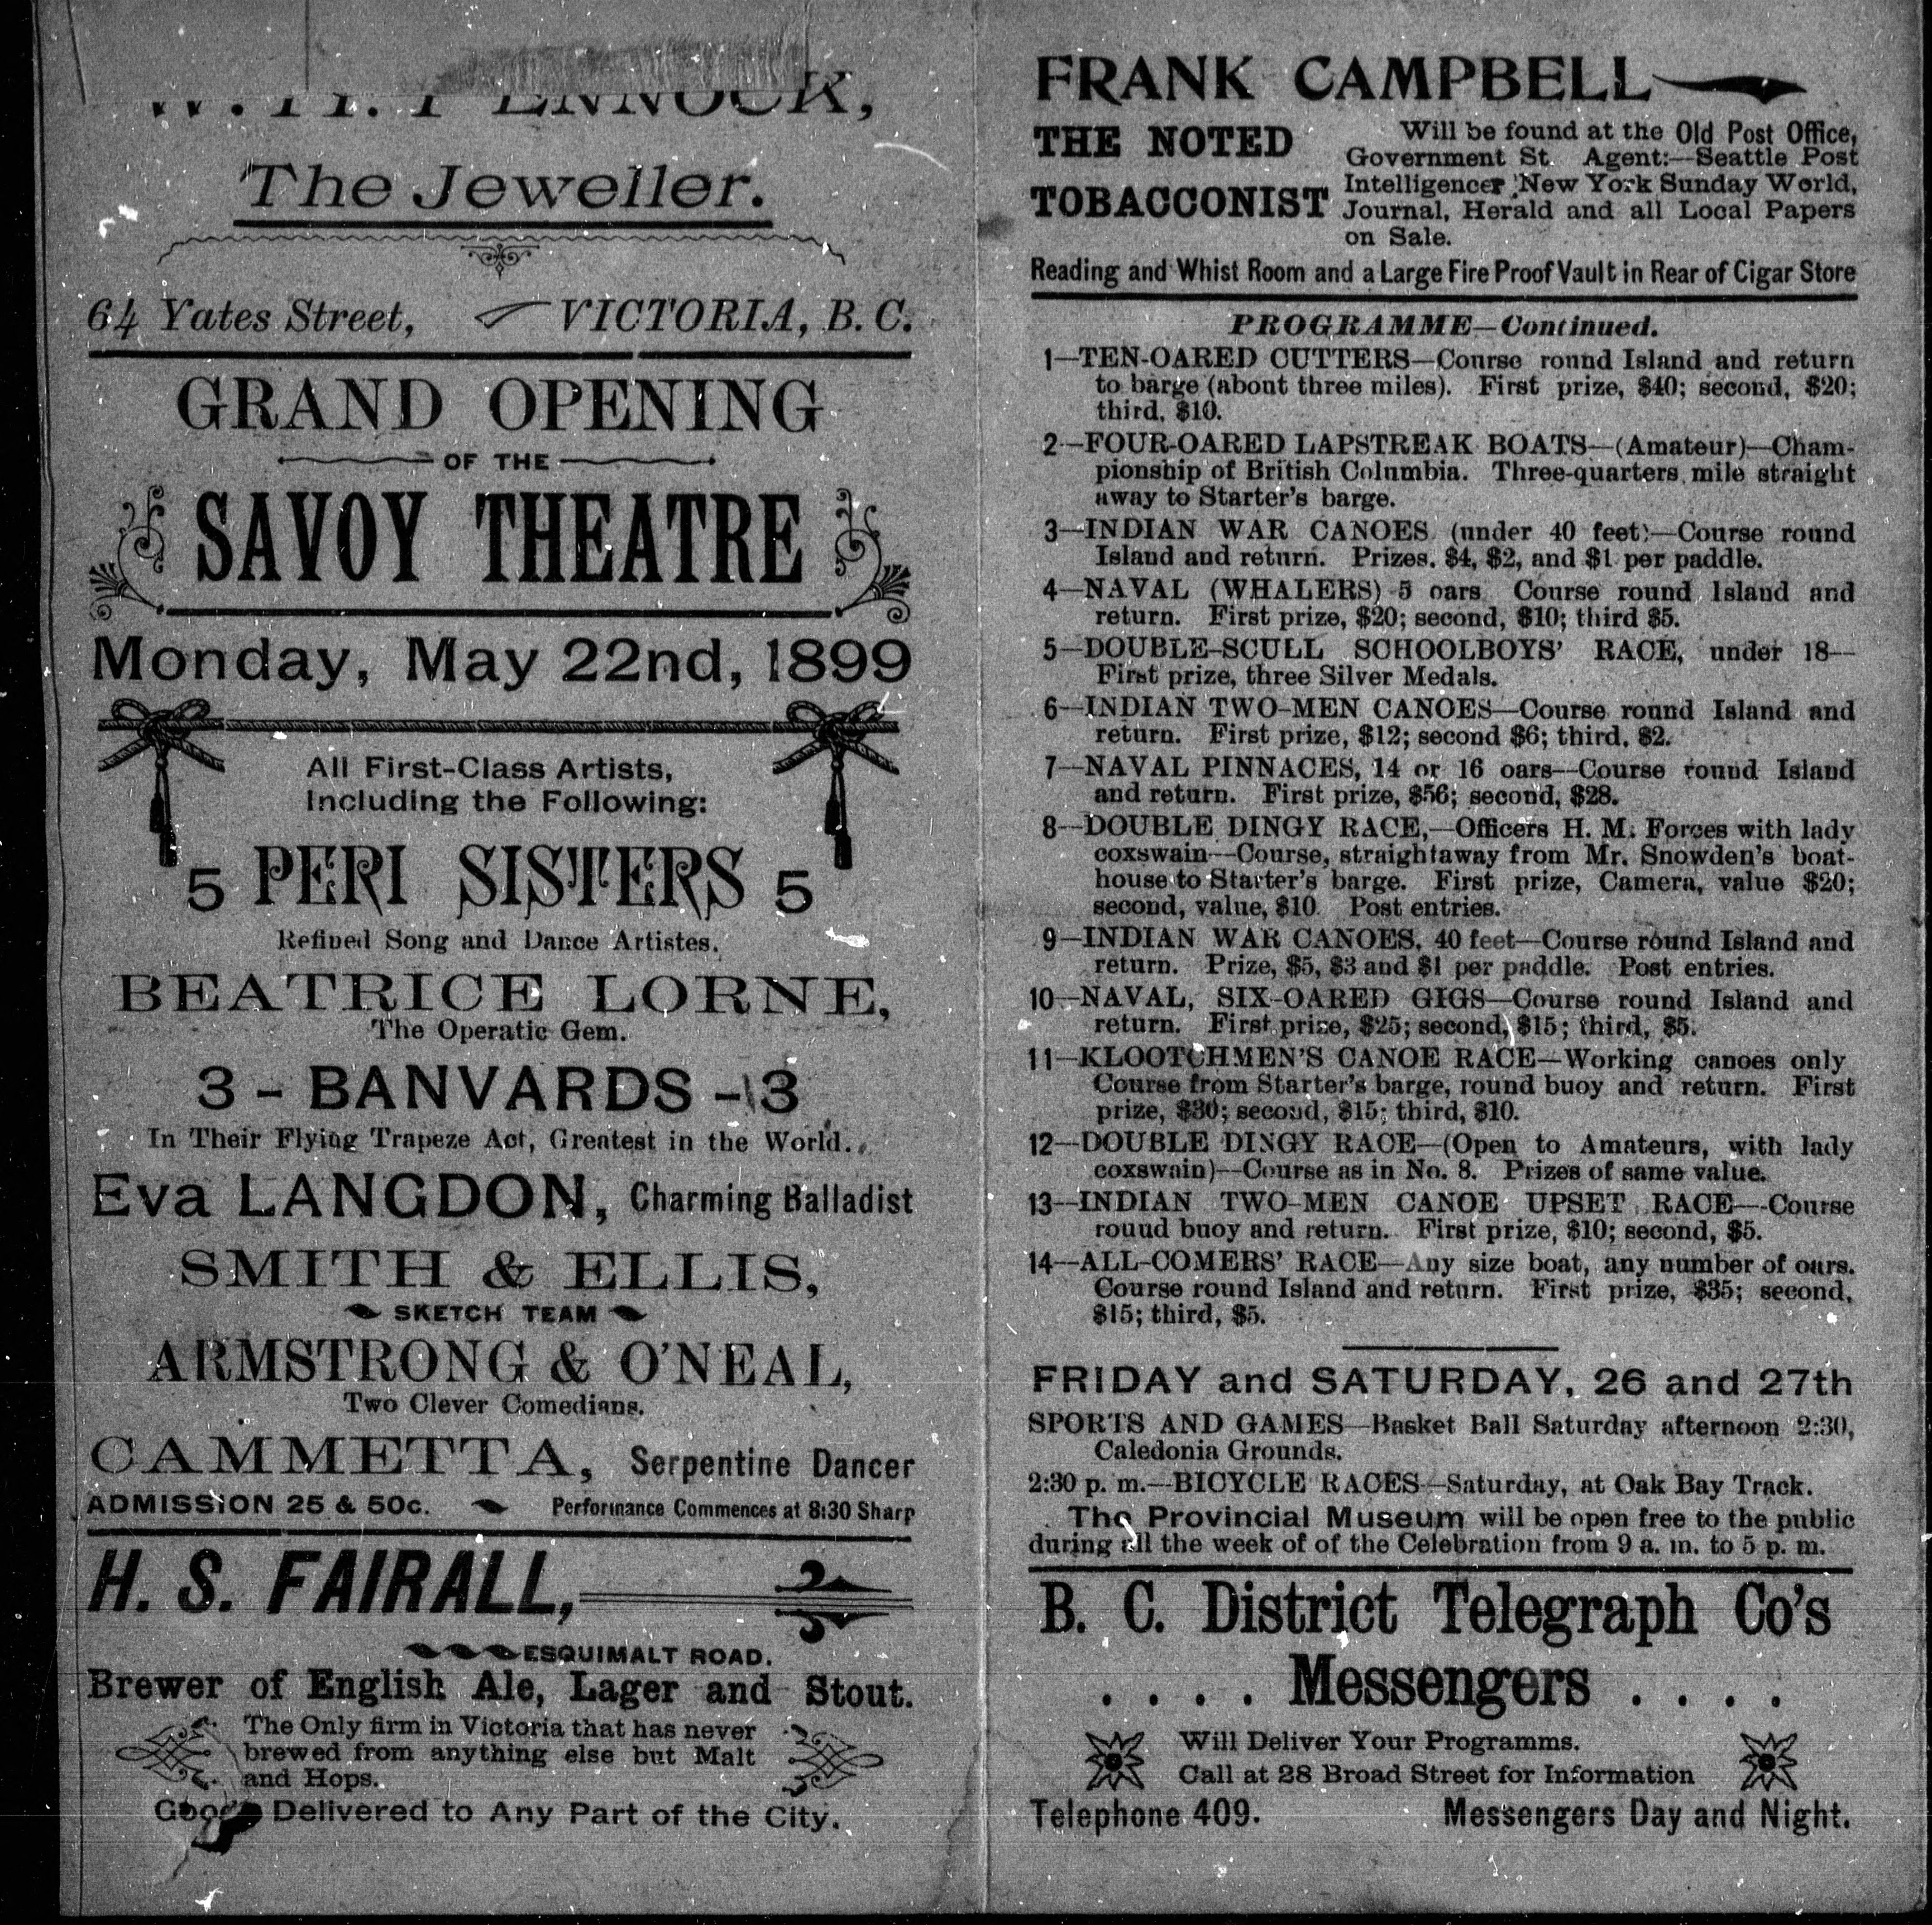 W. H. PENNOCK,
The Jeweller.
64 Yates Street, VICTORIA, B. C.
GRAND OPENING
OF THE
SAVOY THEATRE
Monday, May 22nd, 1899
All First-Class Artists,
Including the Following:
5 PERI SISTERS 5
Refined Song and Dance Artistes.
BEATRICE LORNE,
The Operatic Gem.
3 - BANVARDS - 3
In Their Flying Trapeze Act, Greatest in the World.
Eva LANGDON, Charming Balladist
SMITH & ELLIS,
SKETCH TEAM
ARMSTRONG & O'NEAL,
Two Clever Comedians.
CAMMETTA, Serpentine Dancer
ADMISSION 25 & 50c. Performance Commences at 8:30 Sharp
H. S. FAIRALL,
ESQUIMALT ROAD.
Brewer of English Ale, Lager and Stout.
The Only firm in Victoria that has never
brewed from anything else but Malt
and Hops.
Goods Delivered to Any Part of the City.
FRANK CAMPBELL
THE NOTED
TOBACCONIST
Will be found at the Old Post Office,
Government St. Agent:—Seattle Post
Intelligencer New York Sunday World,
Journal, Herald and all Local Papers
on Sale.
Reading and Whist Room and a Large Fire Proof Vault in Rear of Cigar Store
PROGRAMME—Continued.
1—TEN-OARED CUTTERS—Course round Island and return
to barge (about three miles). First prize, $40; second, $20;
third, $10.
2—FOUR-OARED LAPSTREAK BOATS—(Amateur)—Cham-
pionship of British Columbia. Three-quarters mile straight
away to Starter's barge.
3—INDIAN WAR CANOES (under 40 feet)—Course round
Island and return. Prizes. $4, $2, and $1 per paddle.
4—NAVAL (WHALERS) 5 oars Course round Island and
return. First prize, $20; second, $10; third $5.
5—DOUBLE-SCULL SCHOOLBOYS' RACE, under 18—
First prize, three Silver Medals.
6—INDIAN TWO-MEN CANOES—Course round Island and
return. First prize, $12; second $6; third, $2.
7—NAVAL PINNACES, 14 or 16 oars—Course round Island
and return. First prize, $56; second, $28.
8—DOUBLE DINGY RACE,—Officers H. M. Forces with lady
coxswain—Course, straightaway from Mr. Snowden's boat-
house to Starter's barge. First prize, Camera, value $20;
second, value, $10. Post entries.
9—INDIAN WAR CANOES, 40 feet—Course round Island and
return. Prize, $5, $3 and $1 per paddle. Post entries.
10—NAVAL, SIX-OARED GIGS—Course round Island and
return. First prize, $25; second, $15; third, $5.
11—KLOOTCHMEN'S CANOE RACE—Working canoes only
Course from Starter's barge, round buoy and return. First
prize, $30; second, $15; third, $10.
12—DOUBLE DINGY RACE—(Open to Amateurs, with lady
coxswain)—Course as in No. 8. Prizes of same value.
13—INDIAN TWO-MEN CANOE UPSET RACE—Course
rouud buoy and return. First prize, $10; second, $5.
14—ALL-COMERS' RACE—Any size boat, any number of oars.
Course round Island and return. First prize, $35; second,
$15; third, $5.
FRIDAY and SATURDAY, 26 and 27th
SPORTS AND GAMES—Basket Ball Saturday afternoon 2:30,
Caledonia Grounds.
2:30 p. m.—BICYCLE RACES—Saturday, at Oak Bay Track.
The Provincial Museum will be open free to the public
during all the week of of the Celebration from 9 a. m. to 5 p. m.
B. C. District Telegraph Co's
. . . . Messengers . . . .
Will Deliver Your Programms.
Call at 28 Broad Street for Information
Telephone 409. Messengers Day and Night.